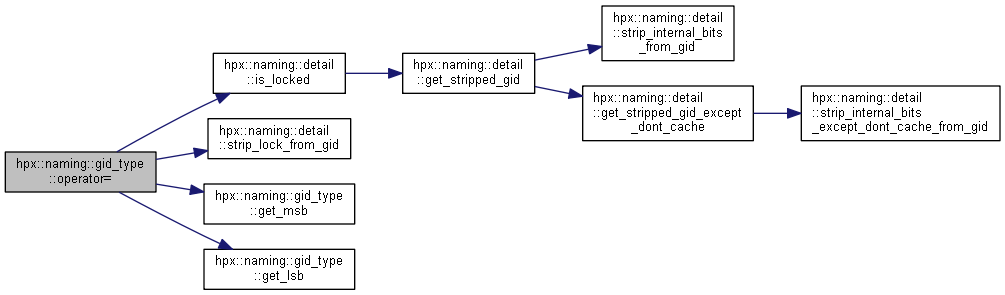 hpx::naming::gid_type
::operator=
hpx::naming::detail
::is_locked
hpx::naming::detail
::strip_lock_from_gid
hpx::naming::gid_type
::get_msb
hpx::naming::gid_type
::get_lsb
hpx::naming::detail
::get_stripped_gid
hpx::naming::detail
::strip_internal_bits
_from_gid
hpx::naming::detail
::get_stripped_gid_except
_dont_cache
hpx::naming::detail
::strip_internal_bits
_except_dont_cache_from_gid